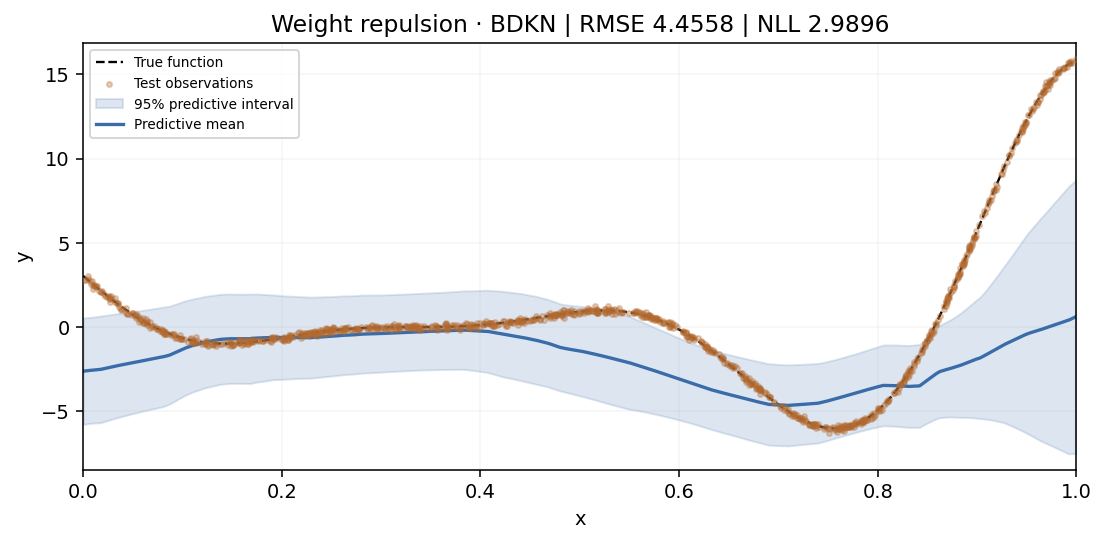 Weight repulsion · BDKN | RMSE 4.4558 | NLL 2.9896
True function
Test observations
95% predictive interval
Predictive mean
15
10
5
0
−5
y
0.0 0.2 0.4 0.6 0.8 1.0
x